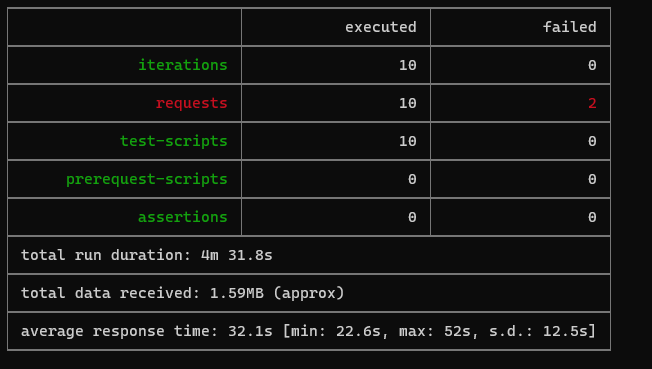 executed failed
iterations 10 0
requests 10 2
test-scripts 10 0
prerequest-scripts 0 0
assertions 0 0
total run duration: 4m 31.8s
total data received: 1.59MB (approx)
average response time: 32.1s [min: 22.6s, max: 52s, s.d.: 12.5s]